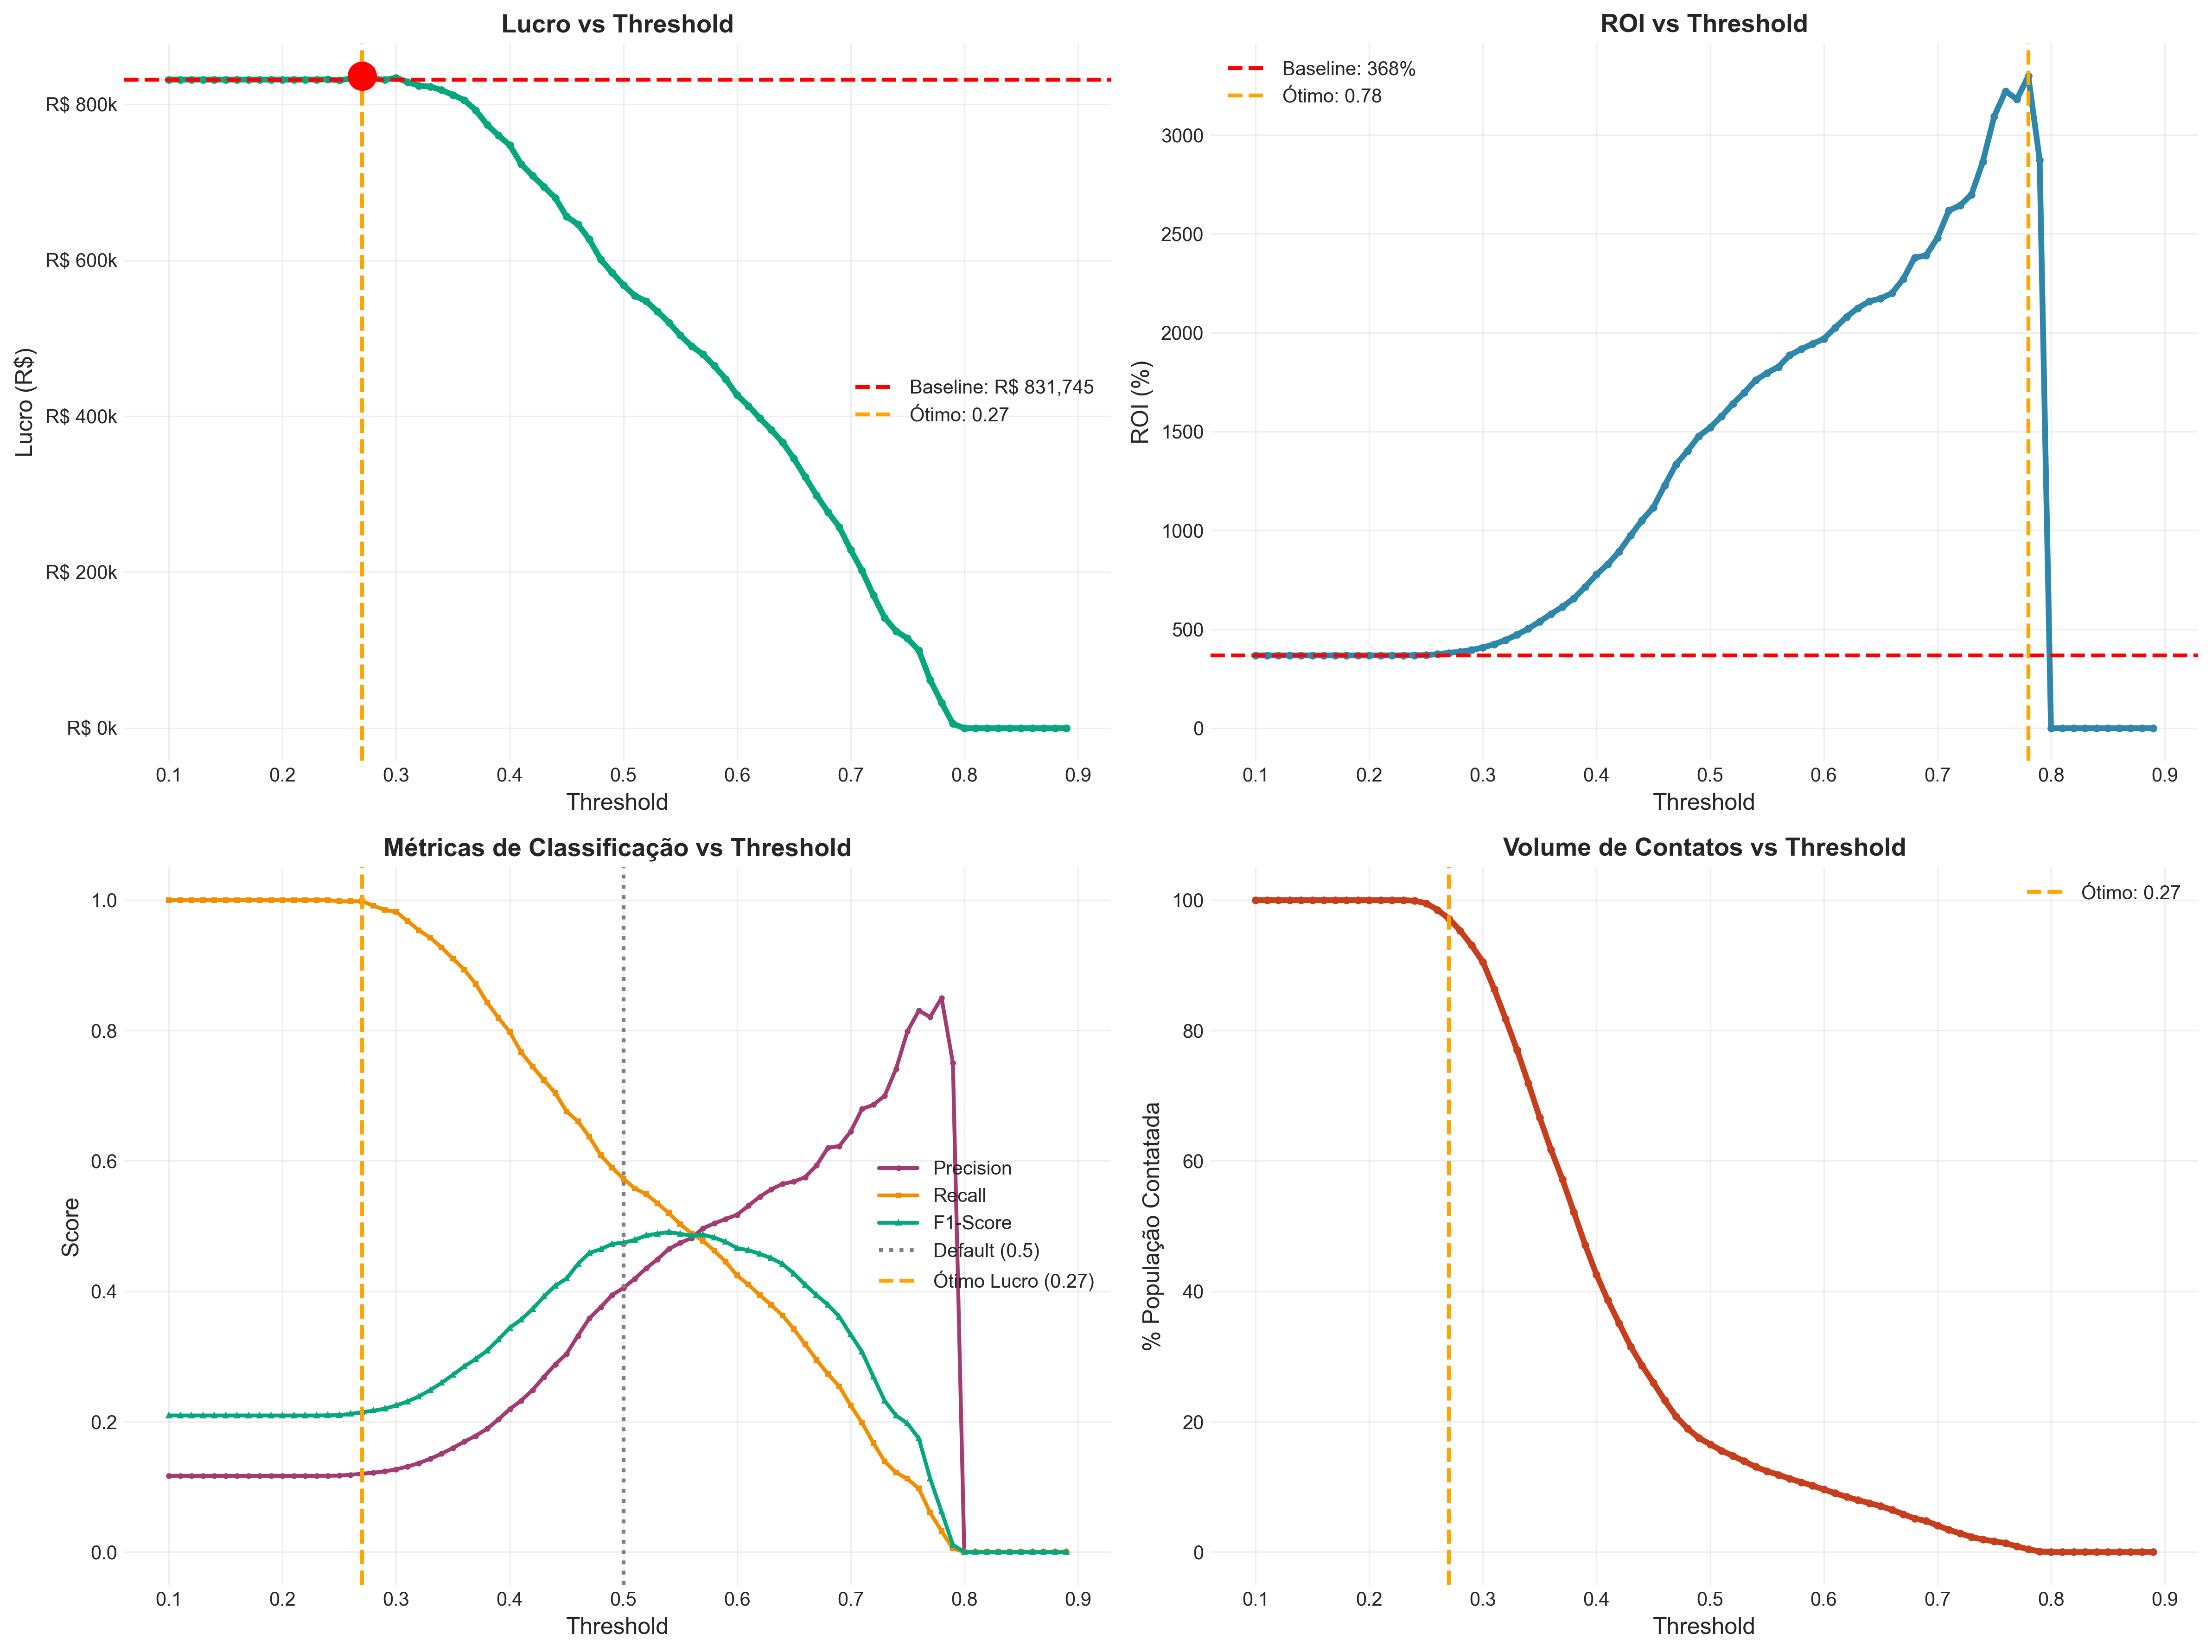 Lucro vs Threshold
Lucro (R$)
R$ 800k
R$ 600k
R$ 400k
R$ 200k
R$ 0k
Baseline: R$ 831,745
Ótimo: 0.27
0.1 0.2 0.3 0.4 0.5 0.6 0.7 0.8 0.9
Threshold
ROI vs Threshold
Baseline: 368%
Ótimo: 0.78
ROI (%)
3000
2500
2000
1500
1000
500
0
0.1 0.2 0.3 0.4 0.5 0.6 0.7 0.8 0.9
Threshold
Métricas de Classificação vs Threshold
Score
1.0
0.8
0.6
0.4
0.2
0.0
Precision
Recall
F1-Score
Default (0.5)
Ótimo Lucro (0.27)
0.1 0.2 0.3 0.4 0.5 0.6 0.7 0.8 0.9
Threshold
Volume de Contatos vs Threshold
Ótimo: 0.27
% População Contatada
100
80
60
40
20
0
0.1 0.2 0.3 0.4 0.5 0.6 0.7 0.8 0.9
Threshold